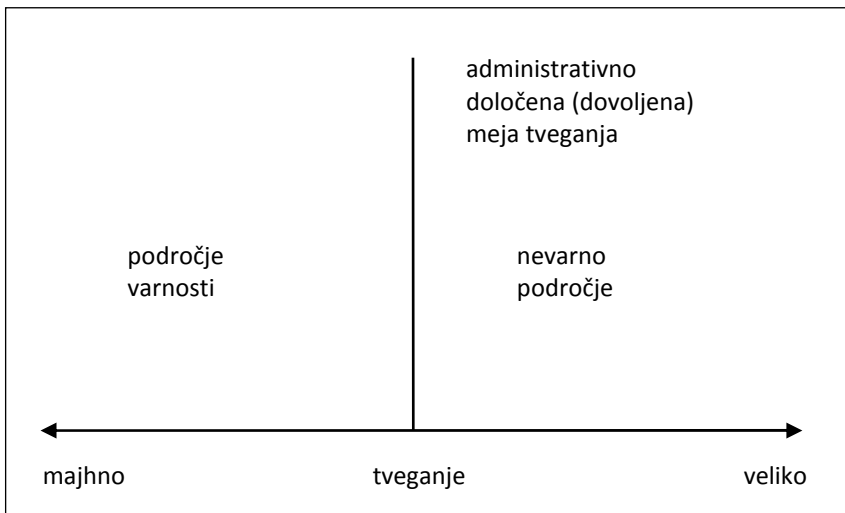 administrativno
določena (dovoljena)
meja tveganja
področje
varnosti
nevarno
področje
majhno
tveganje
veliko